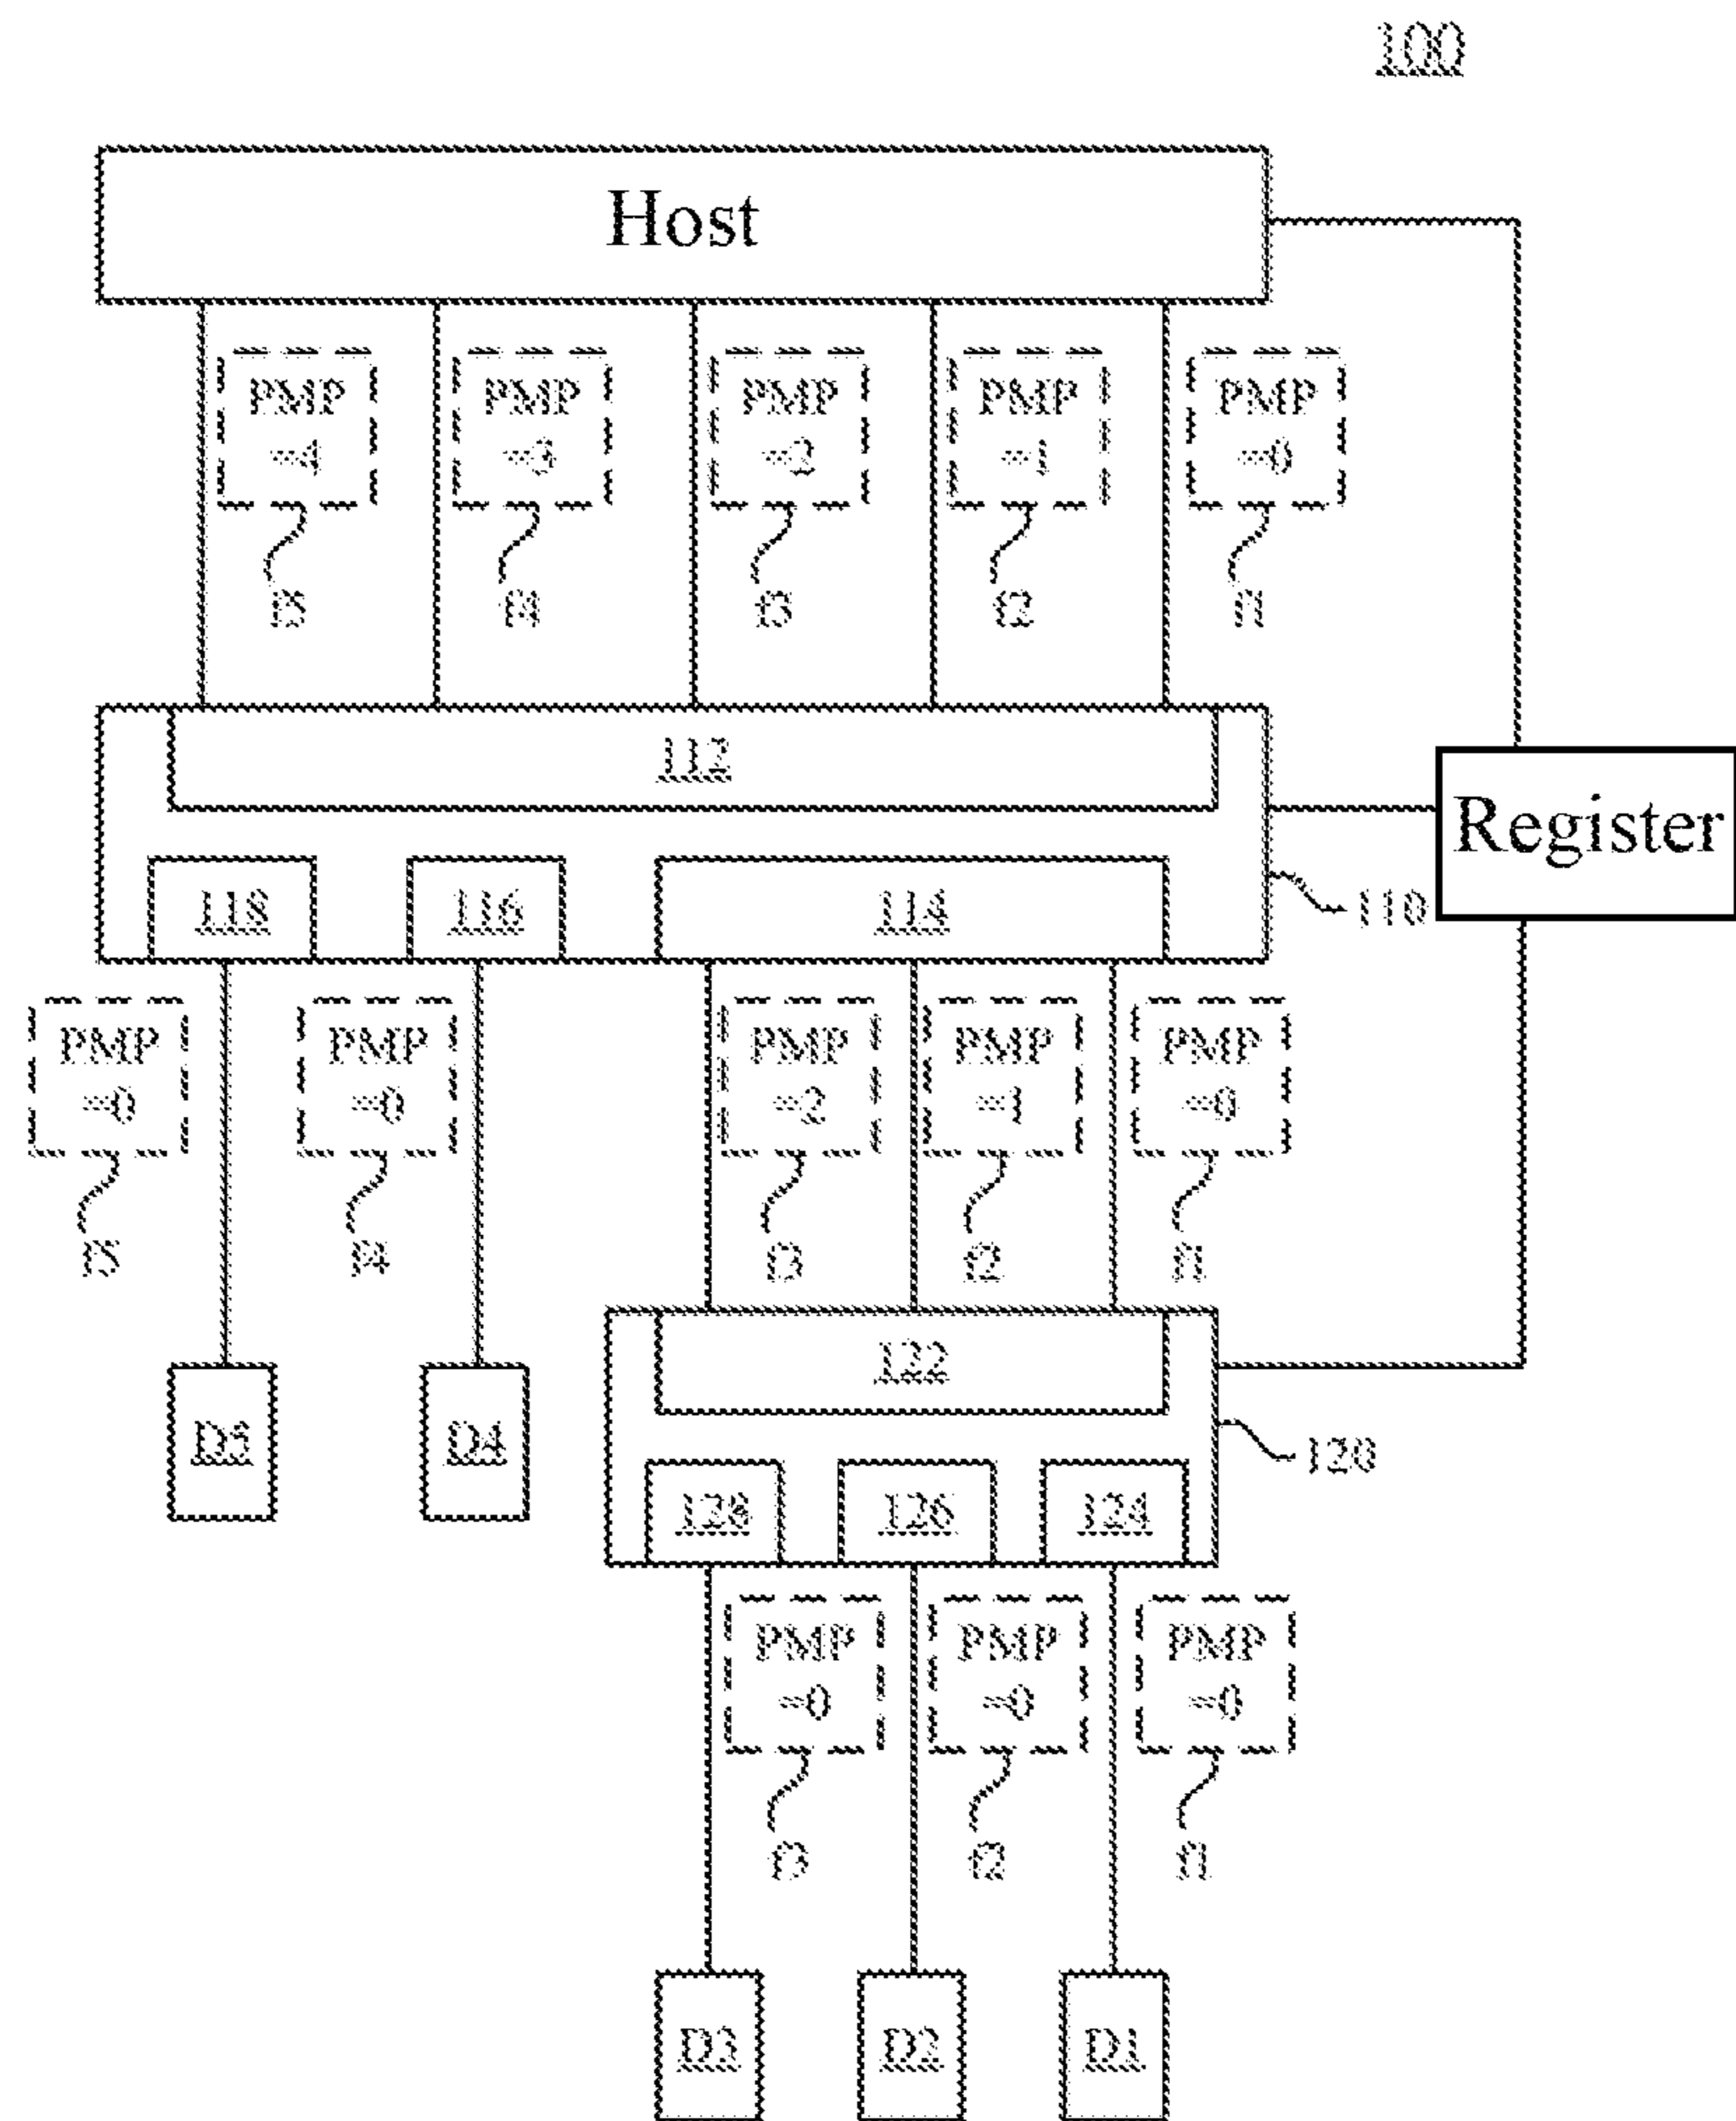 100
Host
PMP PMP PMP PMP PMP
=4 =3 =2 =1 =0
f5 f4 f3 f2 f1
112
Register
118 116 114
110
PMP PMP PMP PMP PMP
=0 =0 =2 =1 =0
f5 f4 f3 f2 f1
122
D5 D4
120
128 126 124
PMP PMP PMP
=0 =0 =0
f3 f2 f1
D3 D2 D1